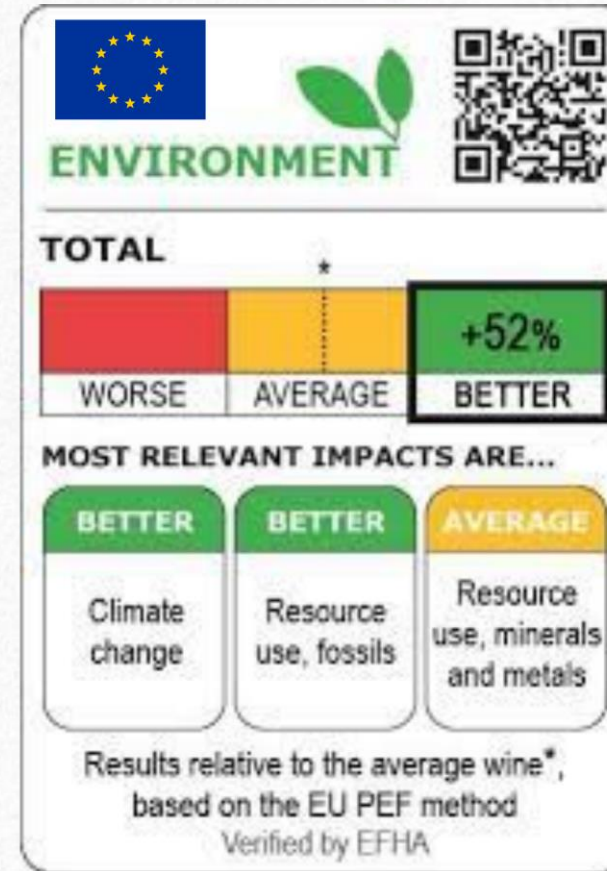 ENVIRONMENT
TOTAL
*
+52%
WORSE AVERAGE BETTER
MOST RELEVANT IMPACTS ARE...
BETTER BETTER AVERAGE
Climate change
Resource use, fossils
Resource use, minerals and metals
Results relative to the average wine*,
based on the EU PEF method
Verified by EFHA